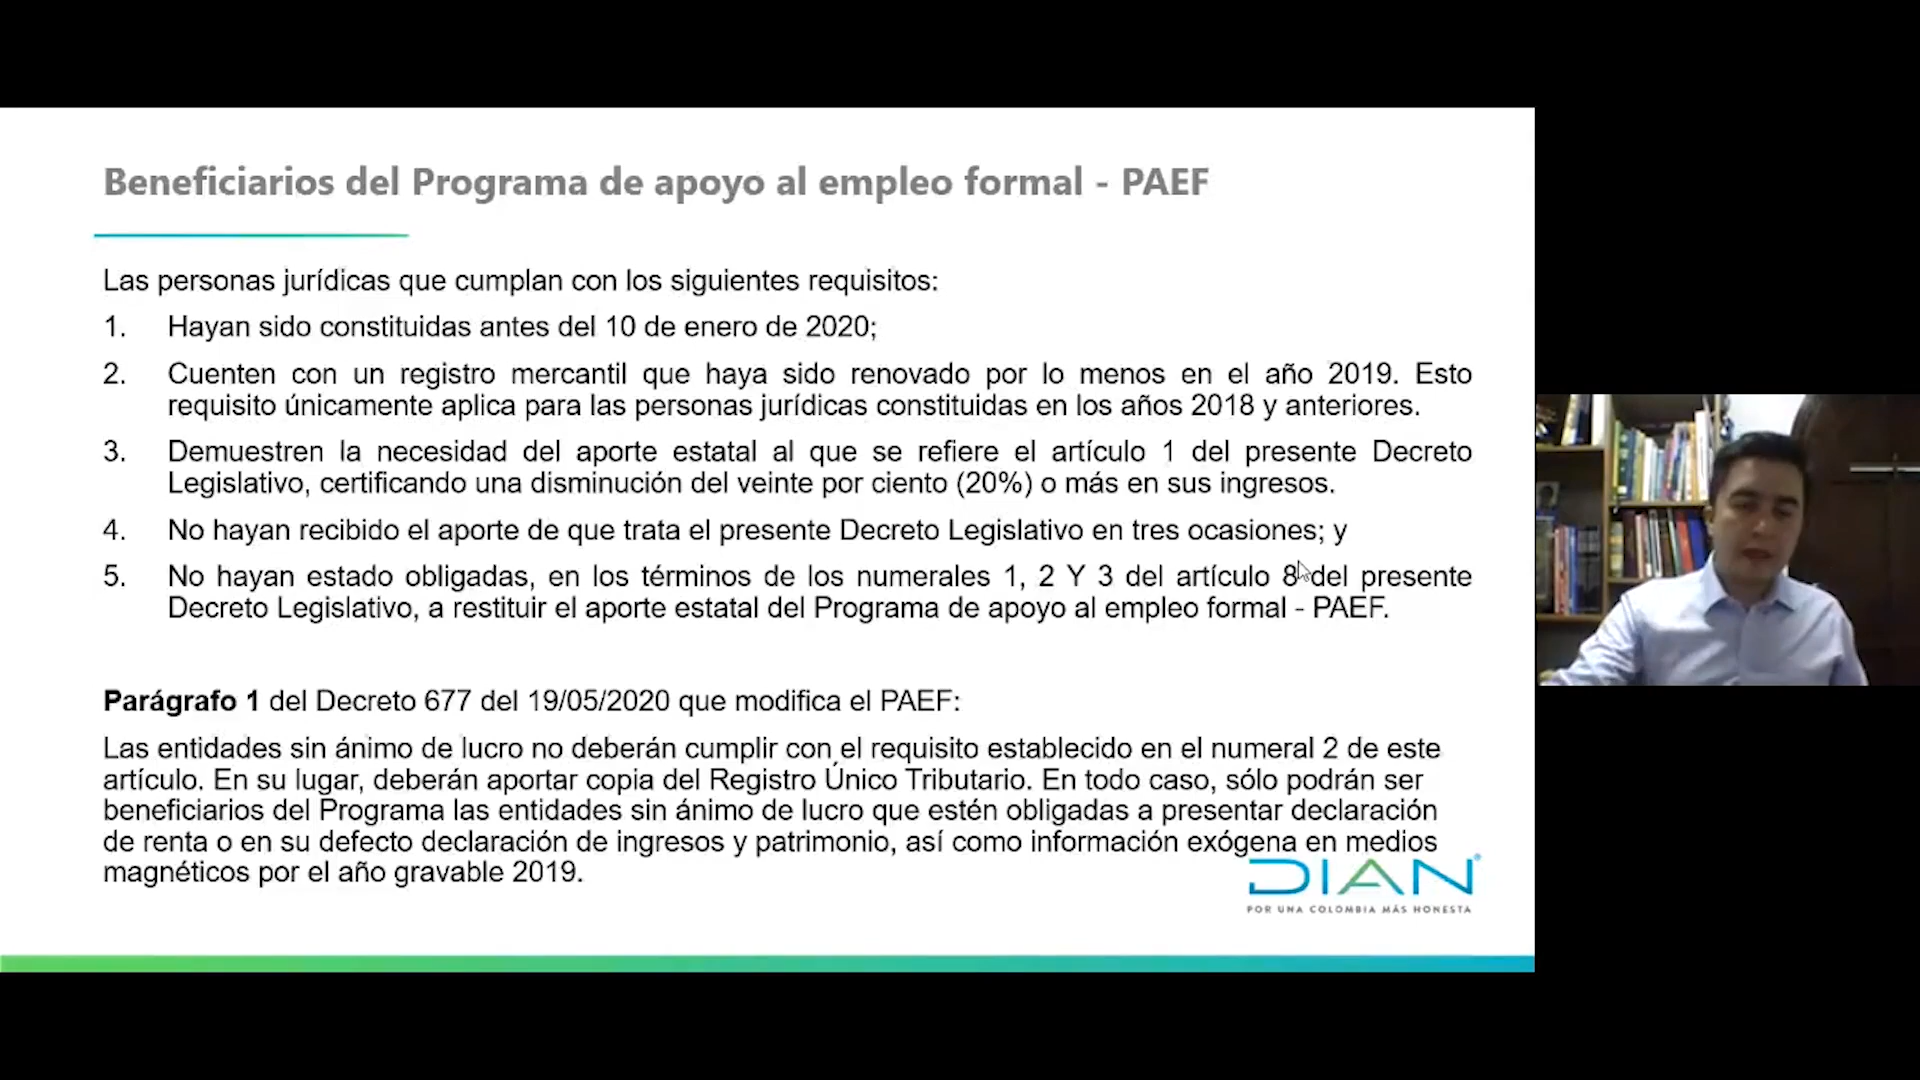 Beneficiarios del Programa de apoyo al empleo formal - PAEF
Las personas jurídicas que cumplan con los siguientes requisitos:
1. Hayan sido constituidas antes del 10 de enero de 2020;
2. Cuenten con un registro mercantil que haya sido renovado por lo menos en el año 2019. Esto
requisito únicamente aplica para las personas jurídicas constituidas en los años 2018 y anteriores.
3. Demuestren la necesidad del aporte estatal al que se refiere el artículo 1 del presente Decreto
Legislativo, certificando una disminución del veinte por ciento (20%) o más en sus ingresos.
4. No hayan recibido el aporte de que trata el presente Decreto Legislativo en tres ocasiones; y
5. No hayan estado obligadas, en los términos de los numerales 1, 2 Y 3 del artículo 8 del presente
Decreto Legislativo, a restituir el aporte estatal del Programa de apoyo al empleo formal - PAEF.
Parágrafo 1 del Decreto 677 del 19/05/2020 que modifica el PAEF:
Las entidades sin ánimo de lucro no deberán cumplir con el requisito establecido en el numeral 2 de este
artículo. En su lugar, deberán aportar copia del Registro Único Tributario. En todo caso, sólo podrán ser
beneficiarios del Programa las entidades sin ánimo de lucro que estén obligadas a presentar declaración
de renta o en su defecto declaración de ingresos y patrimonio, así como información exógena en medios
magnéticos por el año gravable 2019.
DIAN®
POR UNA COLOMBIA MÁS HONESTA